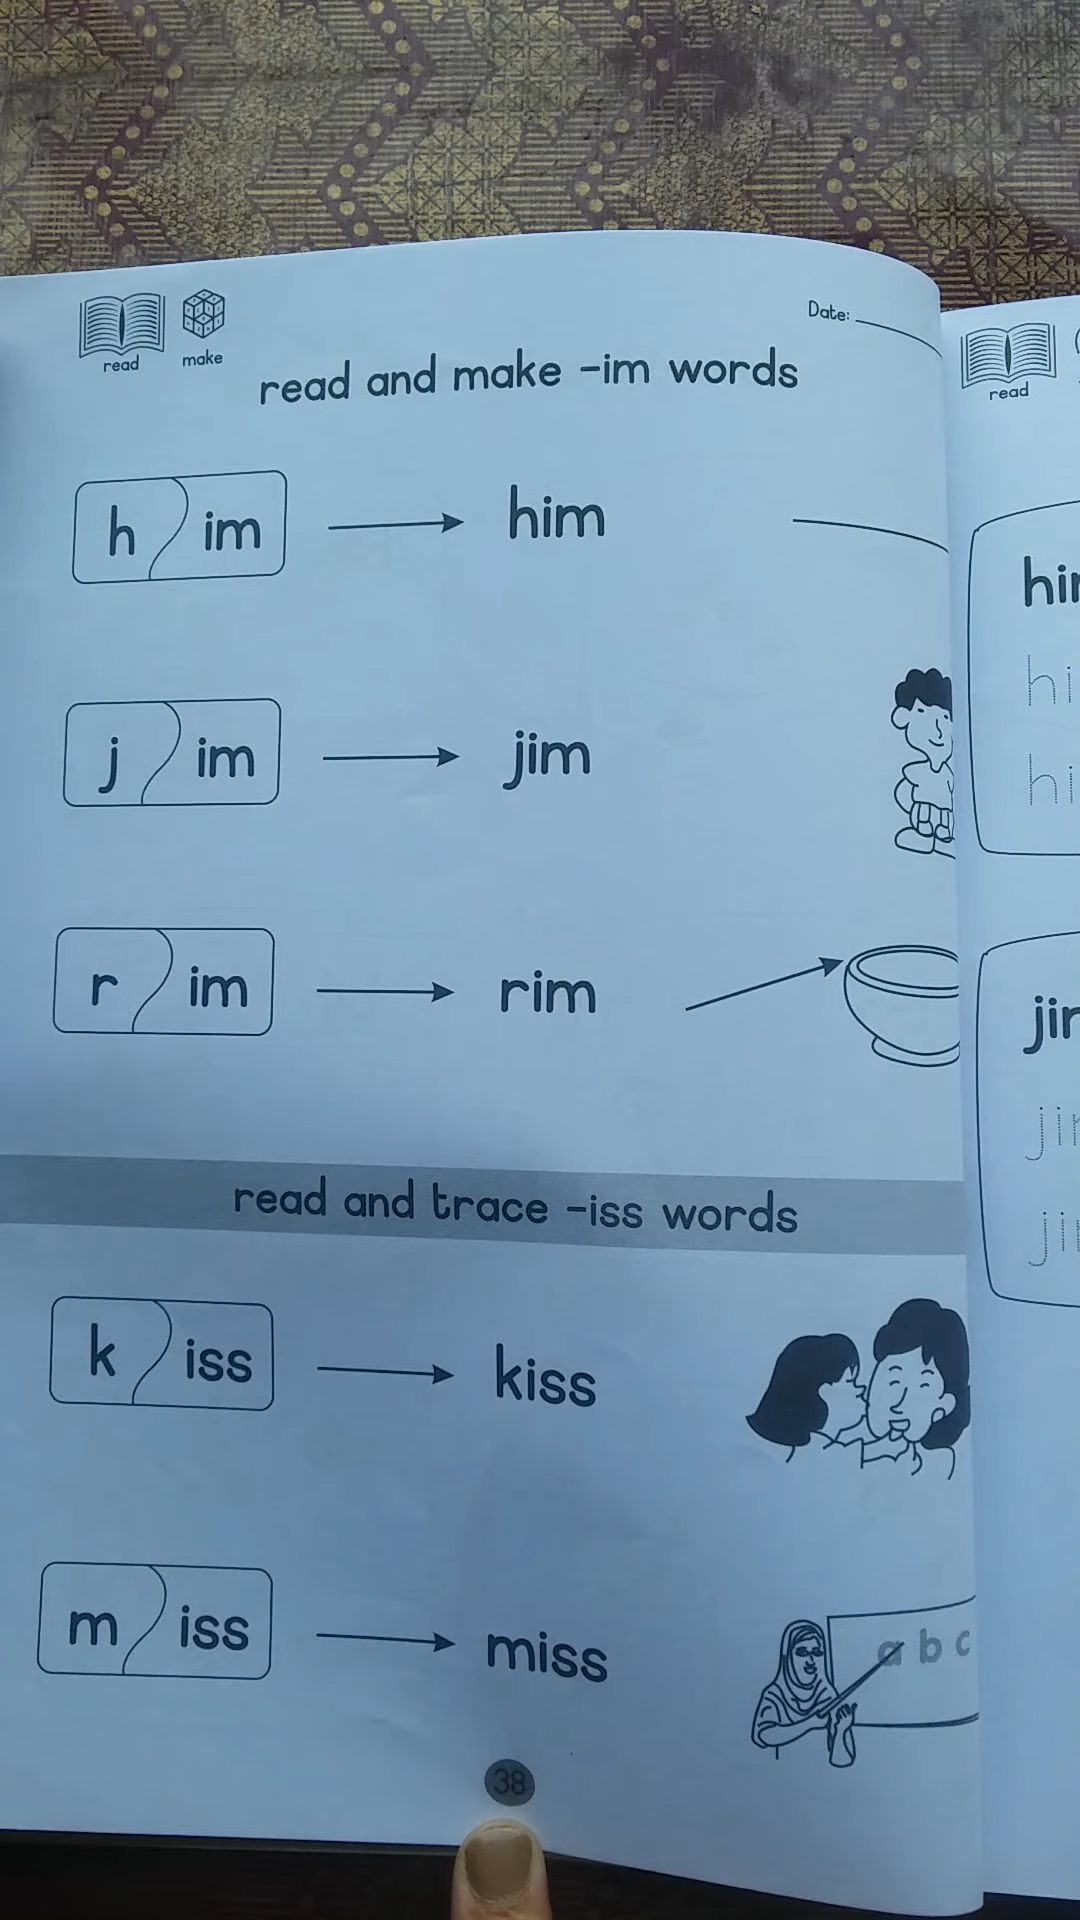 read make Date:
read and make -im words
h im him
j im jim
r im rim
read and trace -iss words
k iss kiss
m iss miss
a b c
38
read